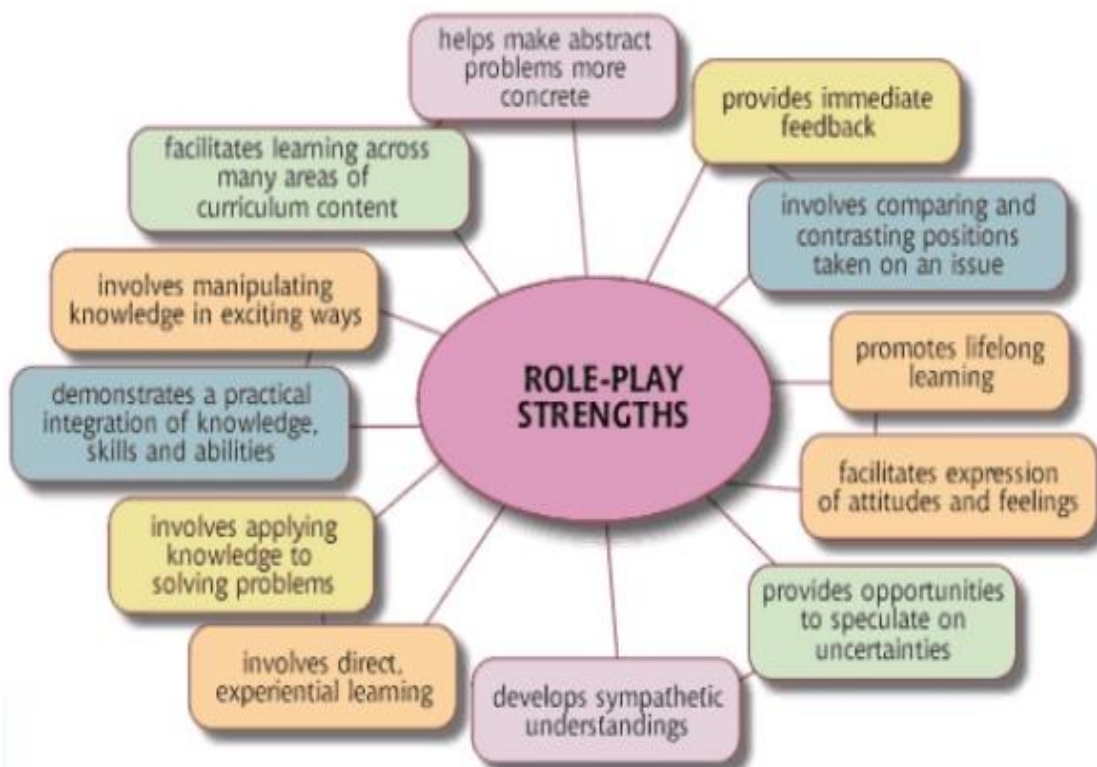 helps make abstract
problems more
concrete
provides immediate
feedback
involves comparing and
contrasting positions
taken on an issue
promotes lifelong
learning
facilitates expression
of attitudes and feelings
provides opportunities
to speculate on
uncertainties
develops sympathetic
understandings
involves direct,
experiential learning
involves applying
knowledge to
solving problems
demonstrates a practical
integration of knowledge,
skills and abilities
involves manipulating
knowledge in exciting ways
facilitates learning across
many areas of
curriculum content
ROLE-PLAY
STRENGTHS